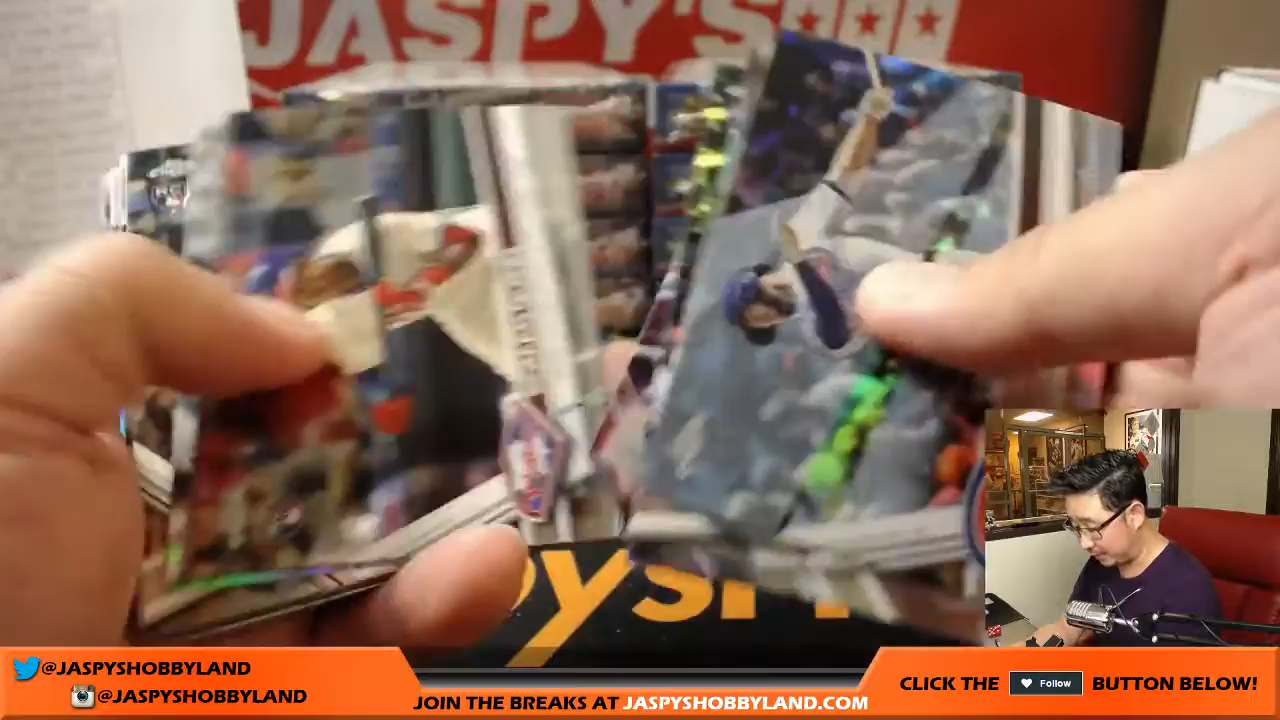 JASPY'S
@JASPYSHOBBYLAND
@JASPYSHOBBYLAND
JOIN THE BREAKS AT JASPYSHOBBYLAND.COM
CLICK THE Follow BUTTON BELOW!